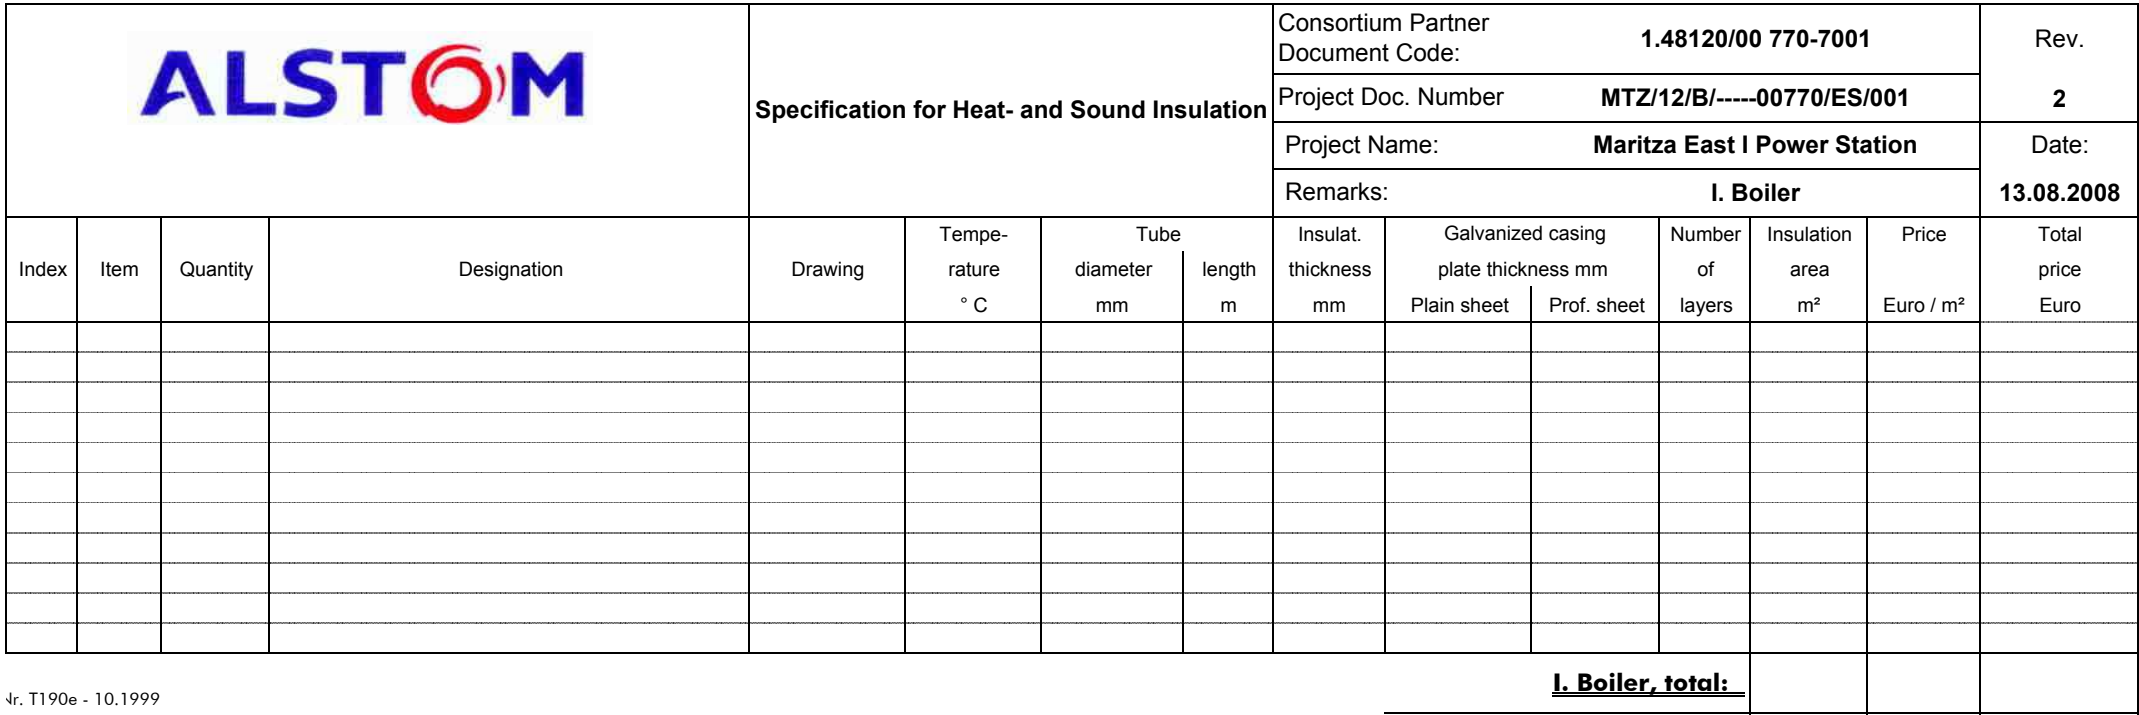 ALSTOM
Specification for Heat- and Sound Insulation
Consortium Partner
Document Code:
1.48120/00 770-7001
Rev.
Project Doc. Number
MTZ/12/B/-----00770/ES/001
2
Project Name:
Maritza East I Power Station
Date:
Remarks:
I. Boiler
13.08.2008
Index
Item
Quantity
Designation
Drawing
Tempe-
rature
° C
Tube
diameter
mm
length
m
Insulat.
thickness
mm
Galvanized casing
plate thickness mm
Plain sheet
Prof. sheet
Number
of
layers
Insulation
area
m²
Price
Euro / m²
Total
price
Euro
I. Boiler, total:
Nr. T190e - 10.1999